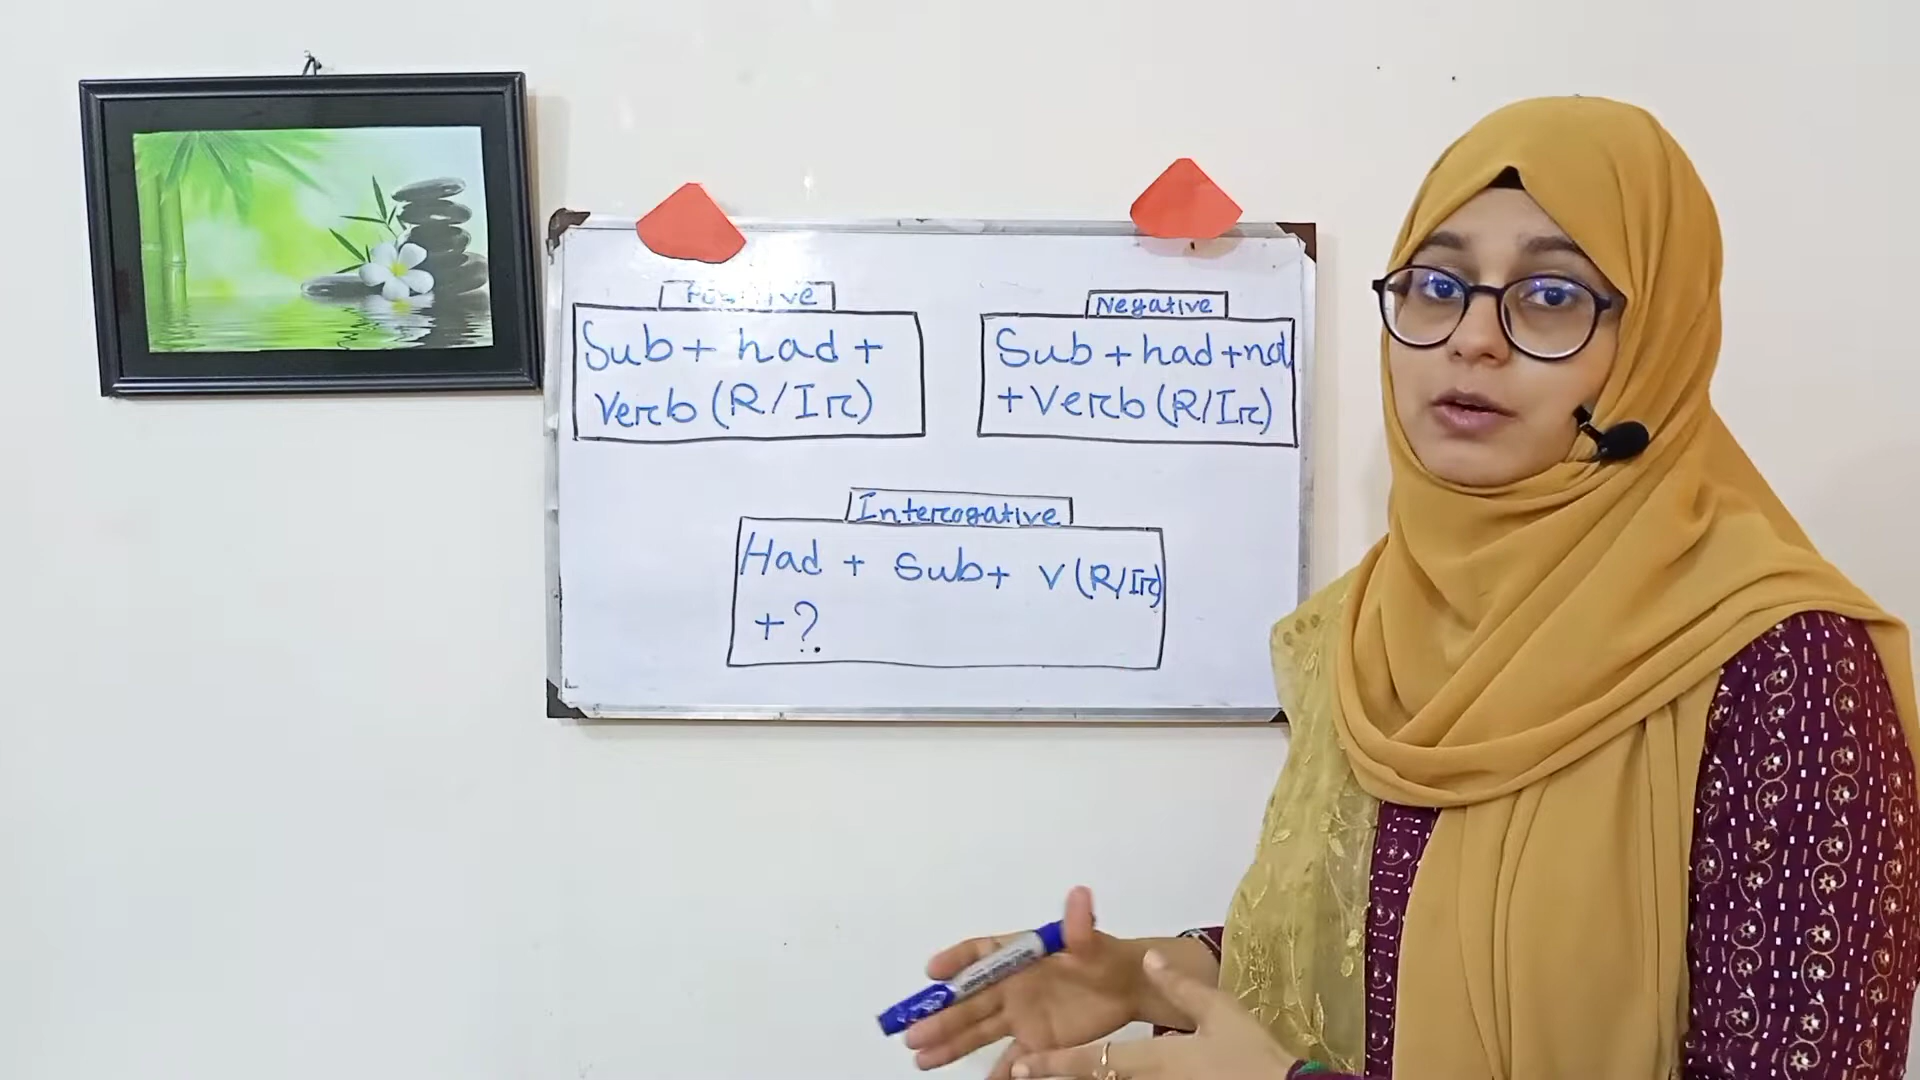 Positive
Sub + had +
Verb (R/Ir)
Negative
Sub + had + not
+ Verb (R/Ir)
Interrogative
Had + Sub + V (R/Ir)
+ ?